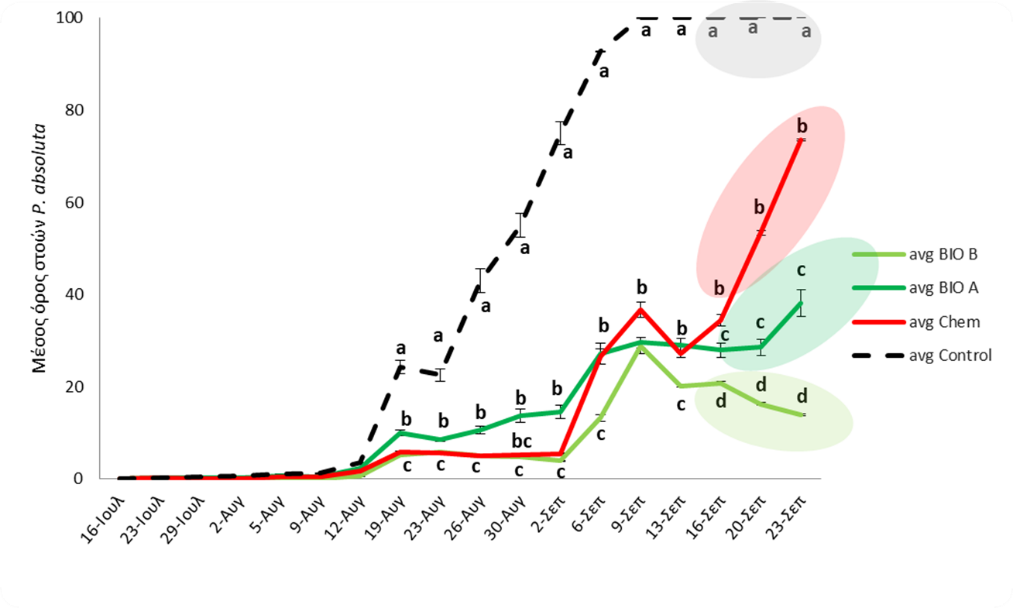 Μέσος όρος στοών P. absoluta
100
80
60
40
20
0
a a a a a
a
a
a
a
a a
b
b
b
b
b
b
b
b
b
b
b
b
b
b
bc
c
c
c
c
c
c
c
c
c
c
d
d
d
16-Ιουλ
23-Ιουλ
29-Ιουλ
2-Αυγ
5-Αυγ
9-Αυγ
12-Αυγ
19-Αυγ
23-Αυγ
26-Αυγ
30-Αυγ
2-Σεπ
6-Σεπ
9-Σεπ
13-Σεπ
16-Σεπ
20-Σεπ
23-Σεπ
avg BIO B
avg BIO A
avg Chem
avg Control